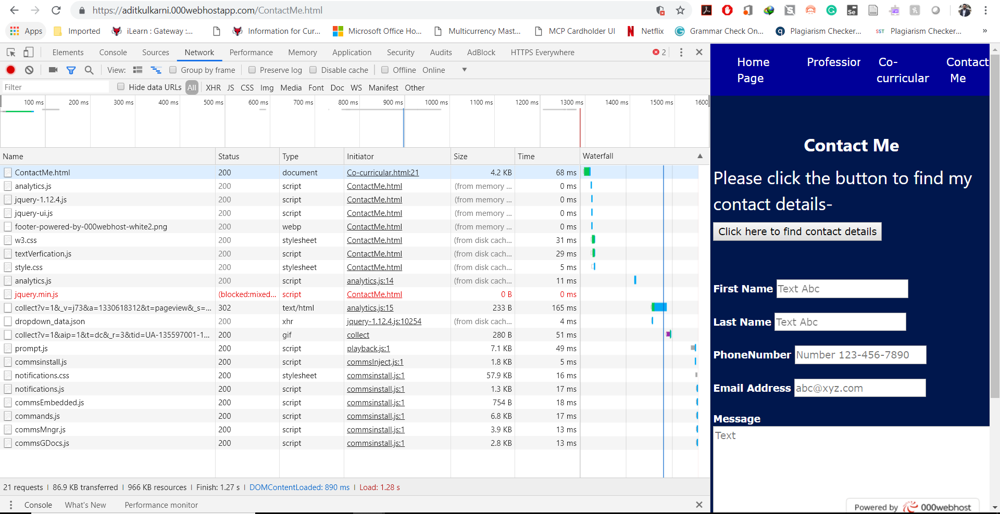 https://aditkulkarni.000webhostapp.com/ContactMe.html
Apps Imported iLearn : Gateway :... Information for Cur... Microsoft Office Ho... Multicurrency Mast... MCP Cardholder UI Netflix Grammar Check On... Plagiarism Checker... SST Plagiarism Checker... »
Elements Console Sources Network Performance Memory Application Security Audits AdBlock HTTPS Everywhere 2
View: Group by frame Preserve log Disable cache Offline Online
Filter Hide data URLs All XHR JS CSS Img Media Font Doc WS Manifest Other
100 ms 200 ms 300 ms 400 ms 500 ms 600 ms 700 ms 800 ms 900 ms 1000 ms 1100 ms 1200 ms 1300 ms 1400 ms 1500 ms 1600
Name Status Type Initiator Size Time Waterfall
ContactMe.html 200 document Co-curricular.html:21 4.2 KB 68 ms
analytics.js 200 script ContactMe.html (from memory ... 0 ms
jquery-1.12.4.js 200 script ContactMe.html (from memory ... 0 ms
jquery-ui.js 200 script ContactMe.html (from memory ... 0 ms
footer-powered-by-000webhost-white2.png 200 webp ContactMe.html (from memory ... 0 ms
w3.css 200 stylesheet ContactMe.html (from disk cach... 31 ms
textVerfication.js 200 script ContactMe.html (from disk cach... 29 ms
style.css 200 stylesheet ContactMe.html (from disk cach... 5 ms
analytics.js 200 script analytics.js:14 (from disk cach... 11 ms
jquery.min.js (blocked:mixed... script ContactMe.html 0 B 0 ms
collect?v=1&_v=j73&a=1330618312&t=pageview&_s=... 302 text/html analytics.js:15 233 B 165 ms
dropdown_data.json 200 xhr jquery-1.12.4.js:10254 (from disk cach... 4 ms
collect?v=1&aip=1&t=dc&_r=3&tid=UA-135597001-1... 200 gif collect 280 B 51 ms
prompt.js 200 script playback.js:1 7.1 KB 49 ms
commsinstall.js 200 script commsInject.js:1 1.8 KB 5 ms
notifications.css 200 stylesheet commsinstall.js:1 57.9 KB 16 ms
notifications.js 200 script commsinstall.js:1 1.3 KB 17 ms
commsEmbedded.js 200 script commsinstall.js:1 754 B 18 ms
commands.js 200 script commsinstall.js:1 6.8 KB 17 ms
commsMngr.js 200 script commsinstall.js:1 3.9 KB 13 ms
commsGDocs.js 200 script commsinstall.js:1 2.8 KB 13 ms
21 requests | 86.9 KB transferred | 966 KB resources | Finish: 1.27 s | DOMContentLoaded: 890 ms | Load: 1.28 s
Console What's New Performance monitor
Home Page
Profession
Co-curricular
Contact Me
Contact Me
Please click the button to find my
contact details-
Click here to find contact details
First Name Text Abc
Last Name Text Abc
PhoneNumber Number 123-456-7890
Email Address abc@xyz.com
Message
Text
Powered by 000webhost